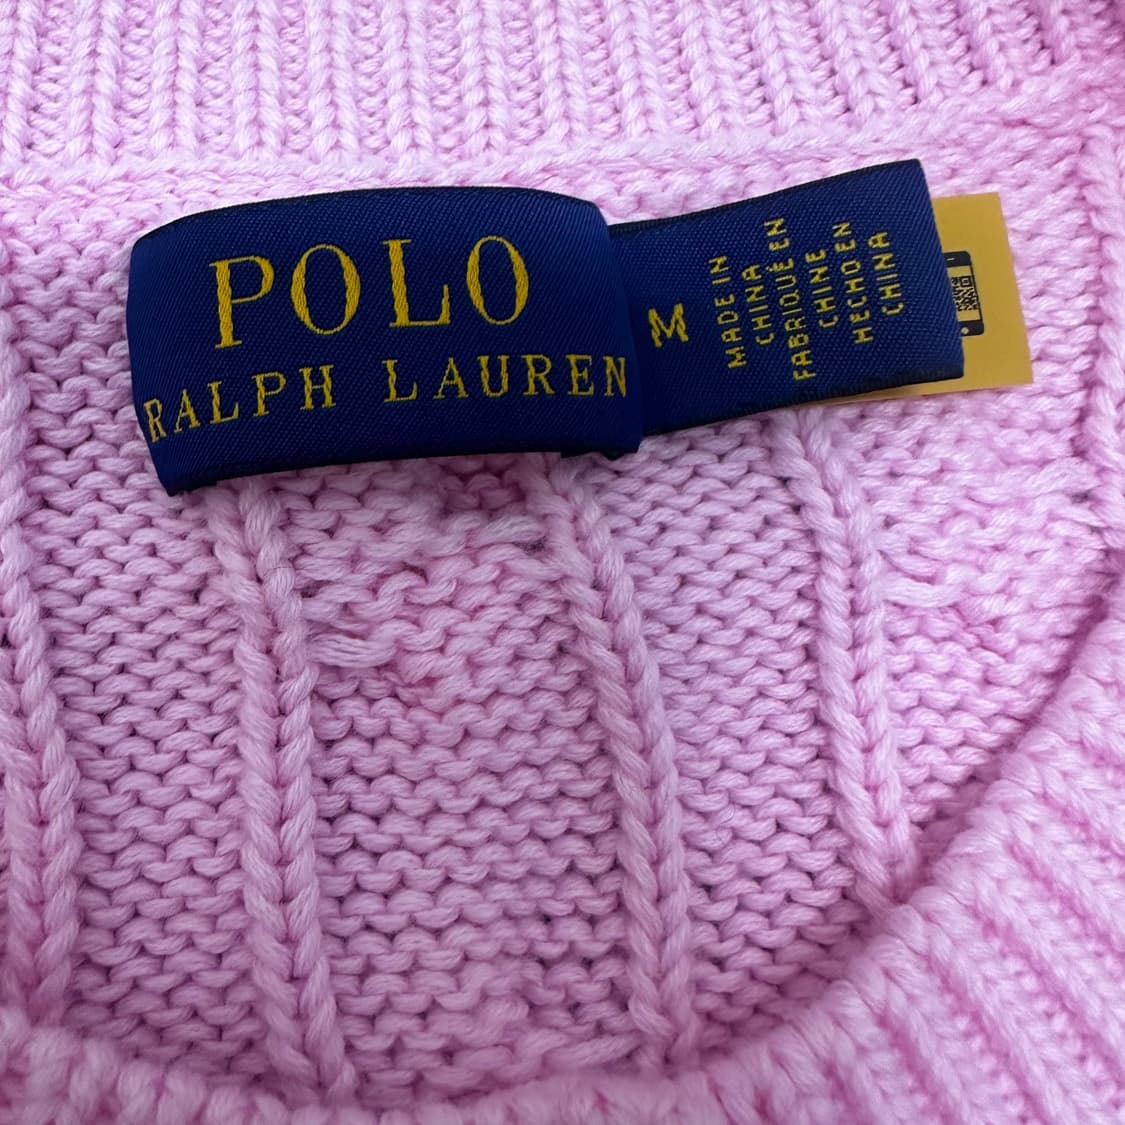 POLO
RALPH LAUREN
M
MADE IN
CHINA
FABRIQUÉ EN
CHINE
HECHO EN
CHINA